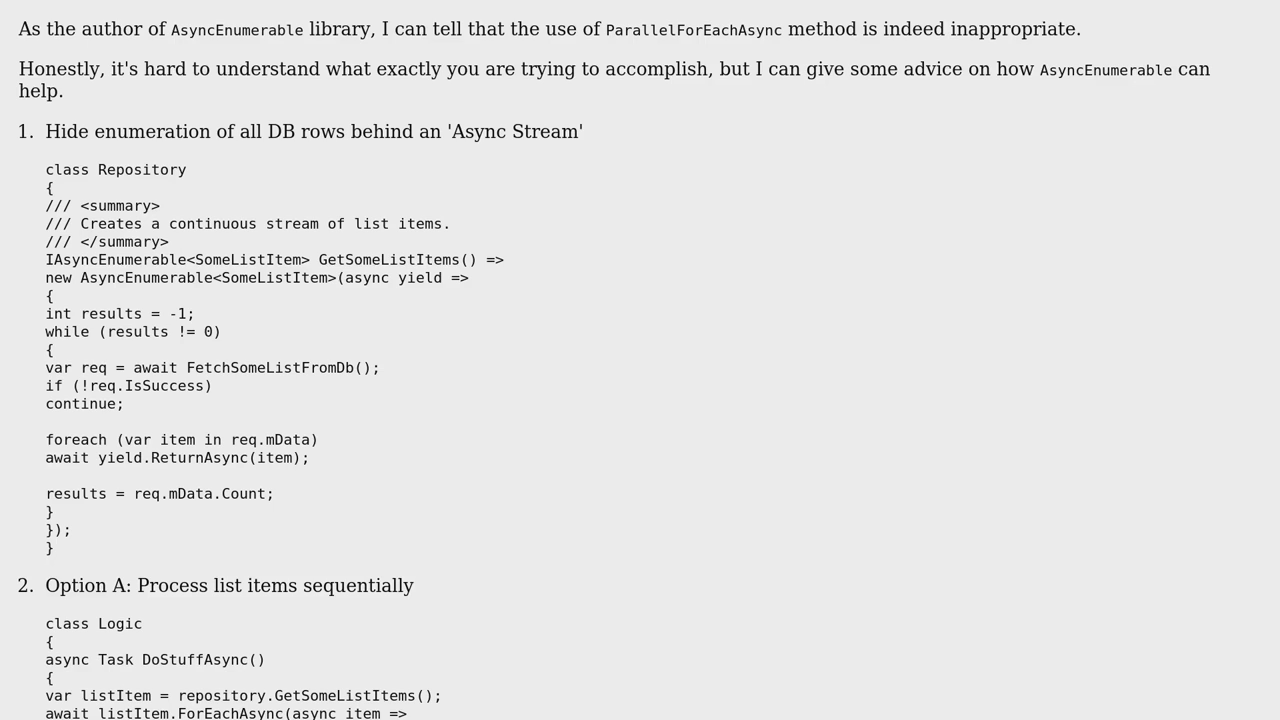 As the author of AsyncEnumerable library, I can tell that the use of ParallelForEachAsync method is indeed inappropriate.
Honestly, it's hard to understand what exactly you are trying to accomplish, but I can give some advice on how AsyncEnumerable can
help.
1. Hide enumeration of all DB rows behind an 'Async Stream'
class Repository
{
/// <summary>
/// Creates a continuous stream of list items.
/// </summary>
IAsyncEnumerable<SomeListItem> GetSomeListItems() =>
new AsyncEnumerable<SomeListItem>(async yield =>
{
int results = -1;
while (results != 0)
{
var req = await FetchSomeListFromDb();
if (!req.IsSuccess)
continue;
foreach (var item in req.mData)
await yield.ReturnAsync(item);
results = req.mData.Count;
}
});
}
2. Option A: Process list items sequentially
class Logic
{
async Task DoStuffAsync()
{
var listItem = repository.GetSomeListItems();
await listItem.ForEachAsync(async item =>